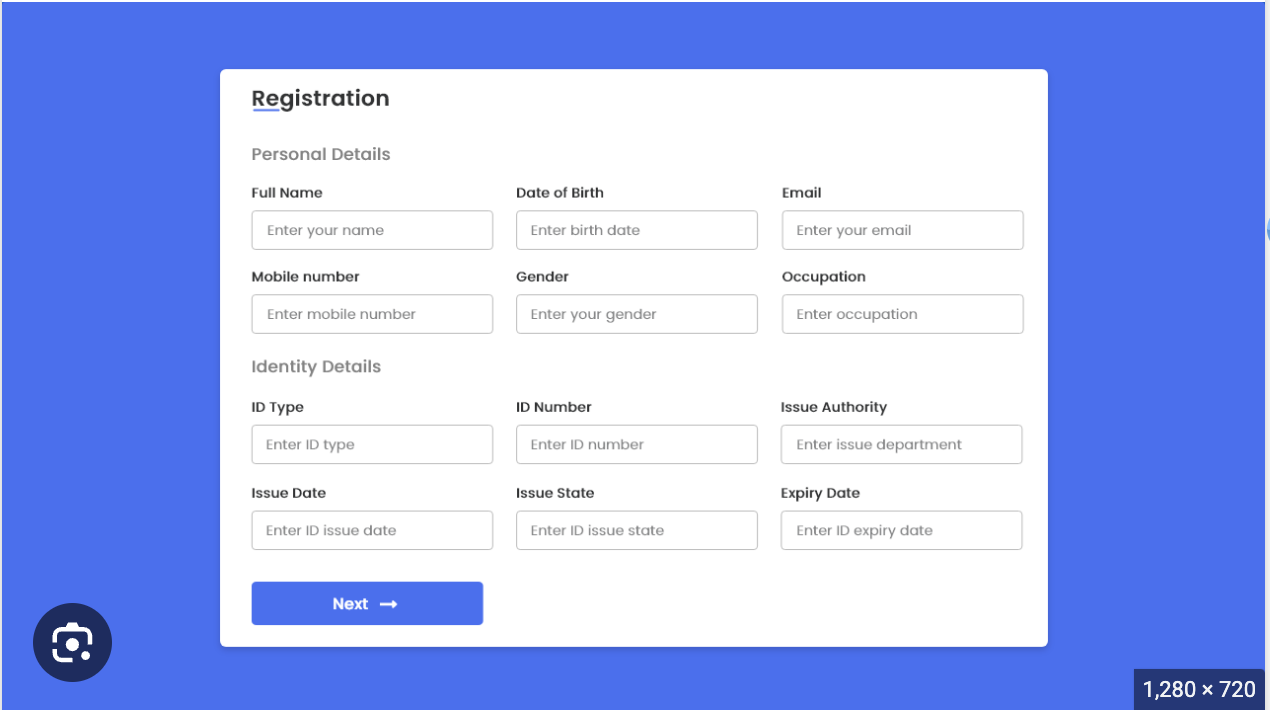 Registration
Personal Details
Full Name Date of Birth Email
Enter your name Enter birth date Enter your email
Mobile number Gender Occupation
Enter mobile number Enter your gender Enter occupation
Identity Details
ID Type ID Number Issue Authority
Enter ID type Enter ID number Enter issue department
Issue Date Issue State Expiry Date
Enter ID issue date Enter ID issue state Enter ID expiry date
Next →
1,280 × 720